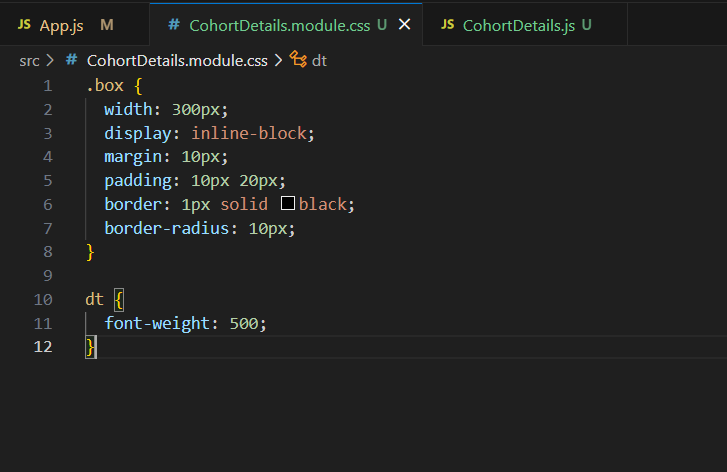 JS App.js M # CohortDetails.module.css U × JS CohortDetails.js U
src > # CohortDetails.module.css > dt
1 .box {
2 width: 300px;
3 display: inline-block;
4 margin: 10px;
5 padding: 10px 20px;
6 border: 1px solid black;
7 border-radius: 10px;
8 }
9
10 dt {
11 font-weight: 500;
12 }